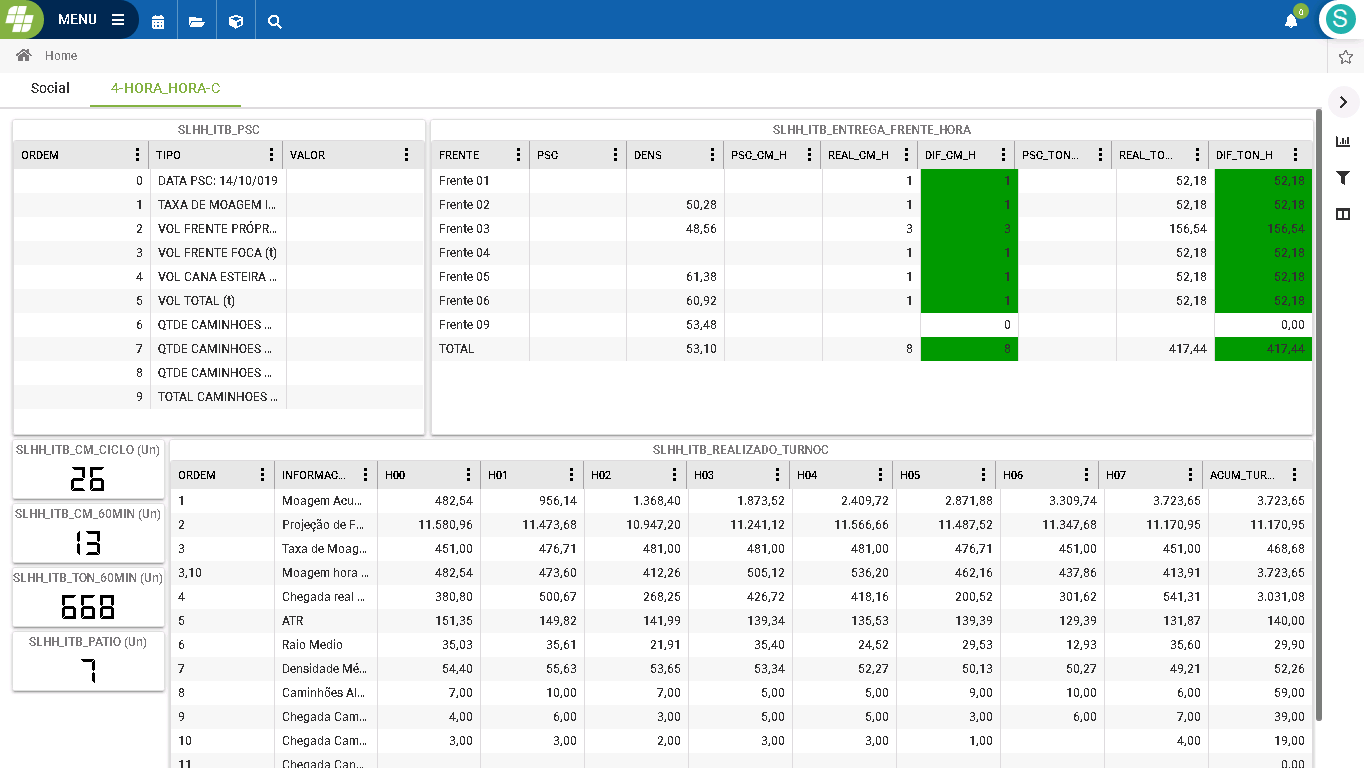 MENU
0
S
Home
Social 4-HORA_HORA-C
SLHH_ITB_PSC
ORDEM TIPO VALOR
0 DATA PSC: 14/10/019
1 TAXA DE MOAGEM I...
2 VOL FRENTE PRÓPR...
3 VOL FRENTE FOCA (t)
4 VOL CANA ESTEIRA ...
5 VOL TOTAL (t)
6 QTDE CAMINHOES ...
7 QTDE CAMINHOES ...
8 QTDE CAMINHOES ...
9 TOTAL CAMINHOES ...
SLHH_ITB_ENTREGA_FRENTE_HORA
FRENTE PSC DENS PSC_CM_H REAL_CM_H DIF_CM_H PSC_TON... REAL_TO... DIF_TON_H
Frente 01 1 1 52,18 52,18
Frente 02 50,28 1 1 52,18 52,18
Frente 03 48,56 3 3 156,54 156,54
Frente 04 1 1 52,18 52,18
Frente 05 61,38 1 1 52,18 52,18
Frente 06 60,92 1 1 52,18 52,18
Frente 09 53,48 0 0,00
TOTAL 53,10 8 8 417,44 417,44
SLHH_ITB_CM_CICLO (Un)
26
SLHH_ITB_CM_60MIN (Un)
13
SLHH_ITB_TON_60MIN (Un)
668
SLHH_ITB_PATIO (Un)
7
SLHH_ITB_REALIZADO_TURNOC
ORDEM INFORMAC... H00 H01 H02 H03 H04 H05 H06 H07 ACUM_TUR...
1 Moagem Acu... 482,54 956,14 1.368,40 1.873,52 2.409,72 2.871,88 3.309,74 3.723,65 3.723,65
2 Projeção de F... 11.580,96 11.473,68 10.947,20 11.241,12 11.566,66 11.487,52 11.347,68 11.170,95 11.170,95
3 Taxa de Moag... 451,00 476,71 481,00 481,00 481,00 476,71 451,00 451,00 468,68
3,10 Moagem hora ... 482,54 473,60 412,26 505,12 536,20 462,16 437,86 413,91 3.723,65
4 Chegada real ... 380,80 500,67 268,25 426,72 418,16 200,52 301,62 541,31 3.031,08
5 ATR 151,35 149,82 141,99 139,34 135,53 139,39 129,39 131,87 140,00
6 Raio Medio 35,03 35,61 21,91 35,40 24,52 29,53 12,93 35,60 29,90
7 Densidade Mé... 54,40 55,63 53,65 53,34 52,27 50,13 50,27 49,21 52,26
8 Caminhões Al... 7,00 10,00 7,00 5,00 5,00 9,00 10,00 6,00 59,00
9 Chegada Cam... 4,00 6,00 3,00 5,00 5,00 3,00 6,00 7,00 39,00
10 Chegada Cam... 3,00 3,00 2,00 3,00 3,00 1,00 4,00 19,00
11 Chegada Can... 0,00